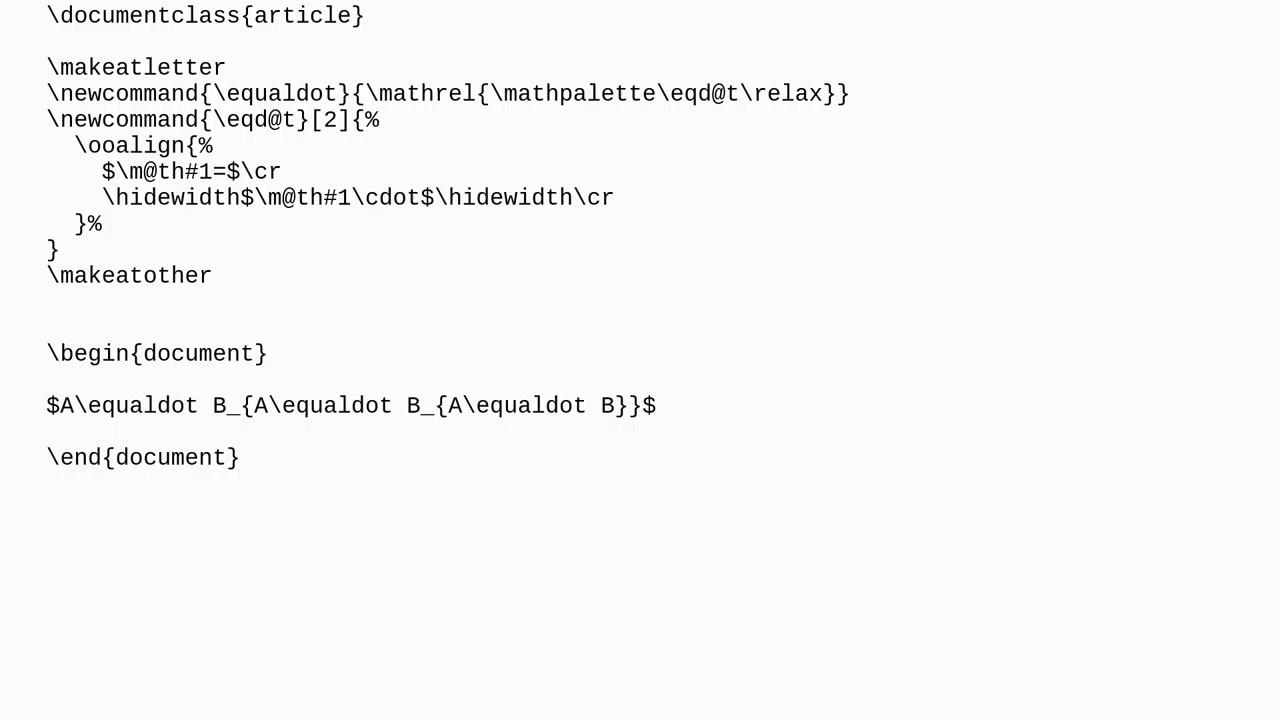 \documentclass{article}
\makeatletter
\newcommand{\equaldot}{\mathrel{\mathpalette\eqd@t\relax}}
\newcommand{\eqd@t}[2]{%
  \ooalign{%
    $\m@th#1=$\cr
    \hidewidth$\m@th#1\cdot$\hidewidth\cr
  }%
}
\makeatother
\begin{document}
$A\equaldot B_{A\equaldot B_{A\equaldot B}}$
\end{document}